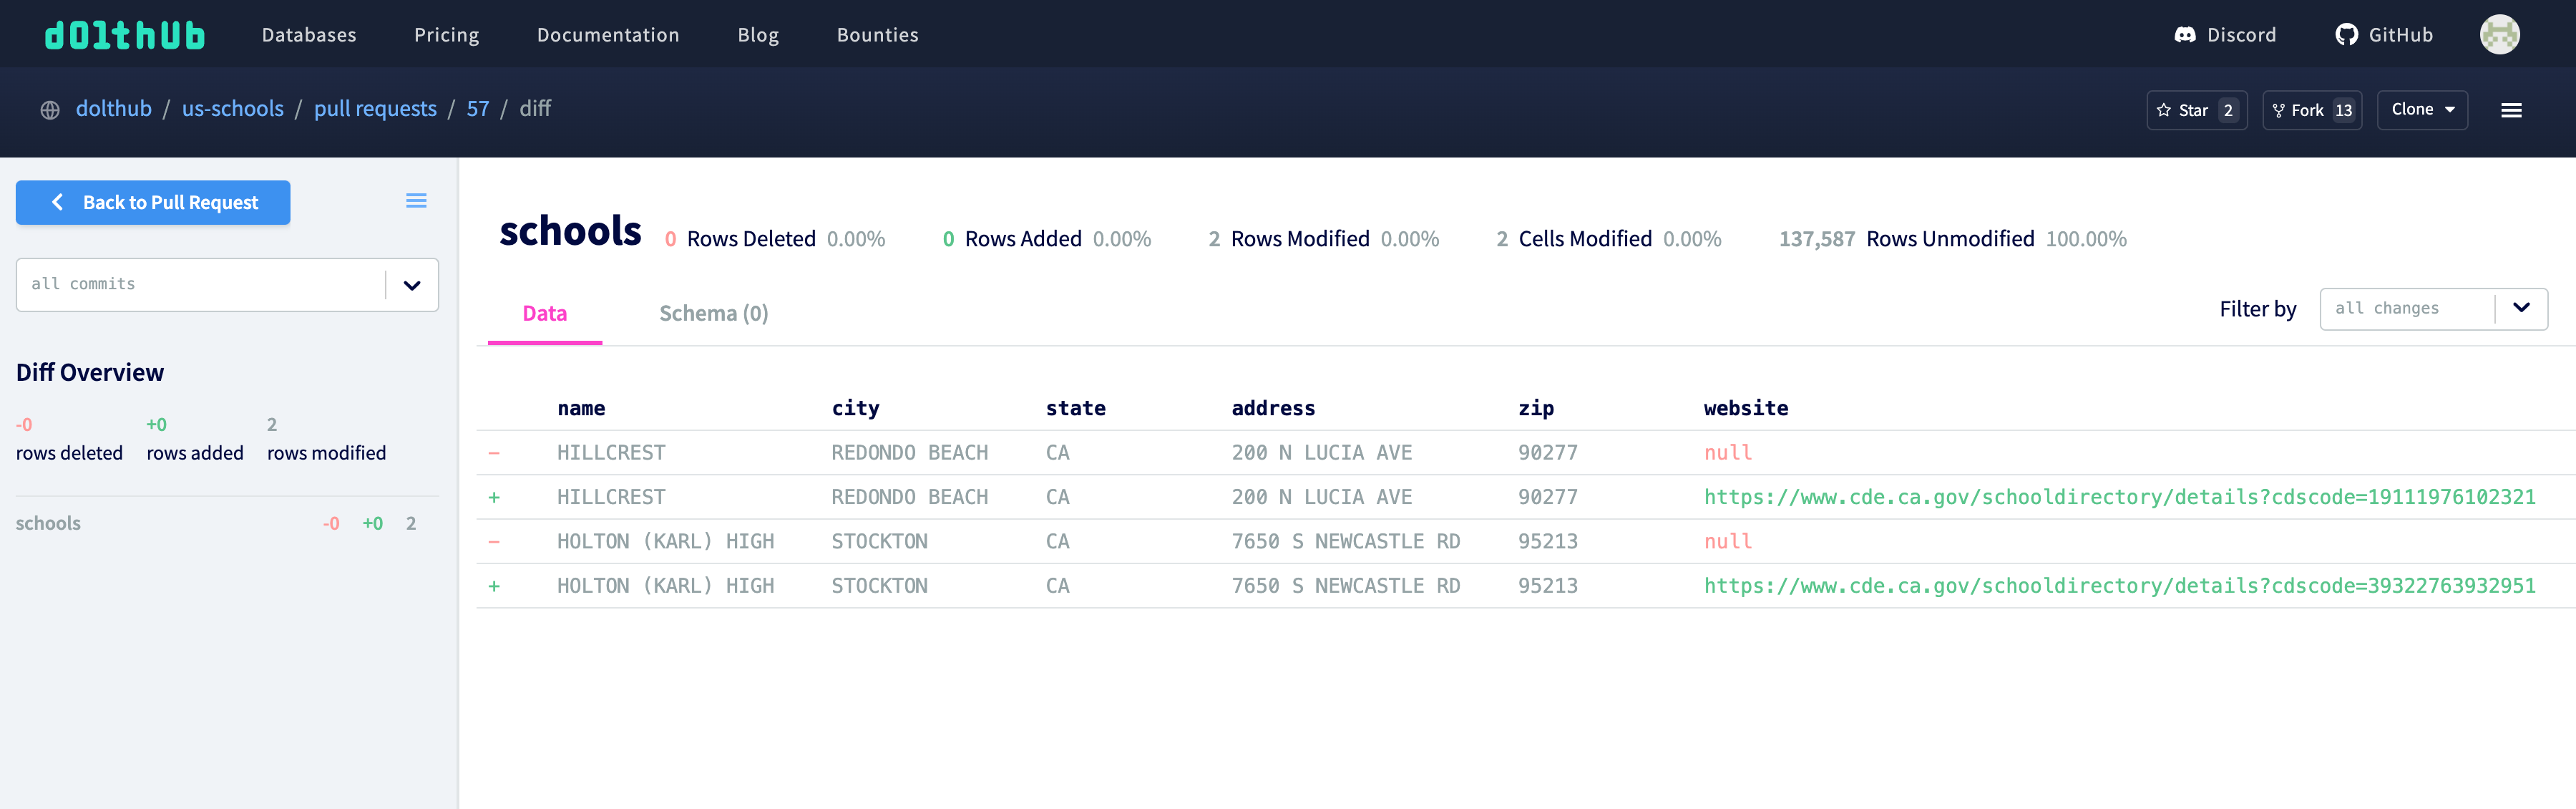 dolthub Databases Pricing Documentation Blog Bounties Discord GitHub
dolthub / us-schools / pull requests / 57 / diff Star 2 Fork 13 Clone
Back to Pull Request
all commits
Diff Overview
-0 +0 2
rows deleted rows added rows modified
schools -0 +0 2
schools 0 Rows Deleted 0.00% 0 Rows Added 0.00% 2 Rows Modified 0.00% 2 Cells Modified 0.00% 137,587 Rows Unmodified 100.00%
Data Schema (0) Filter by all changes
name city state address zip website
- HILLCREST REDONDO BEACH CA 200 N LUCIA AVE 90277 null
+ HILLCREST REDONDO BEACH CA 200 N LUCIA AVE 90277 https://www.cde.ca.gov/schooldirectory/details?cdscode=19111976102321
- HOLTON (KARL) HIGH STOCKTON CA 7650 S NEWCASTLE RD 95213 null
+ HOLTON (KARL) HIGH STOCKTON CA 7650 S NEWCASTLE RD 95213 https://www.cde.ca.gov/schooldirectory/details?cdscode=39322763932951